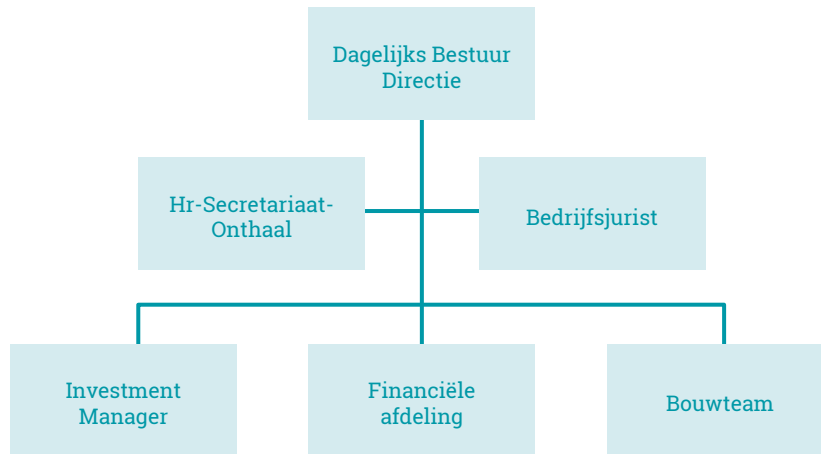 Dagelijks Bestuur
Directie
Hr-Secretariaat-
Onthaal
Bedrijfsjurist
Investment
Manager
Financiële
afdeling
Bouwteam